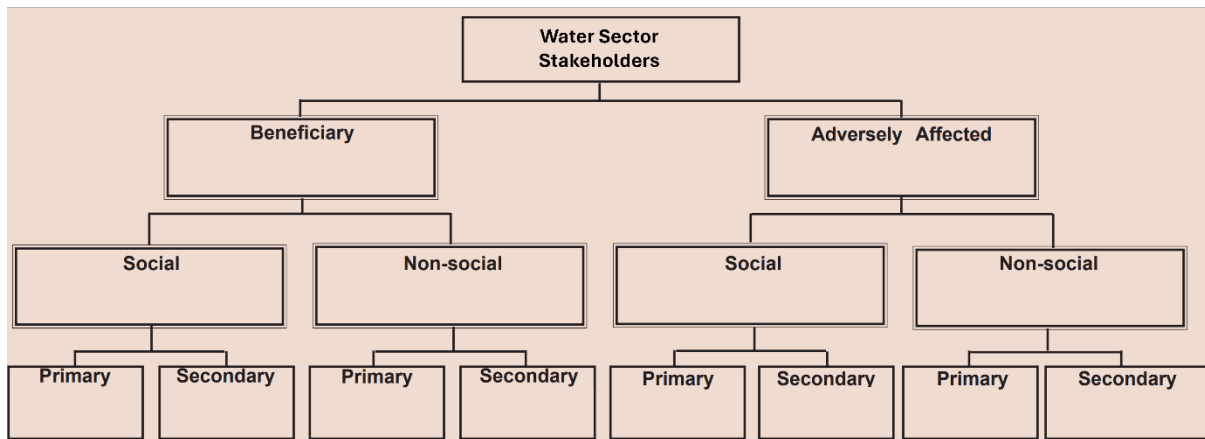 Water Sector
Stakeholders
Beneficiary
Adversely Affected
Social
Non-social
Social
Non-social
Primary
Secondary
Primary
Secondary
Primary
Secondary
Primary
Secondary